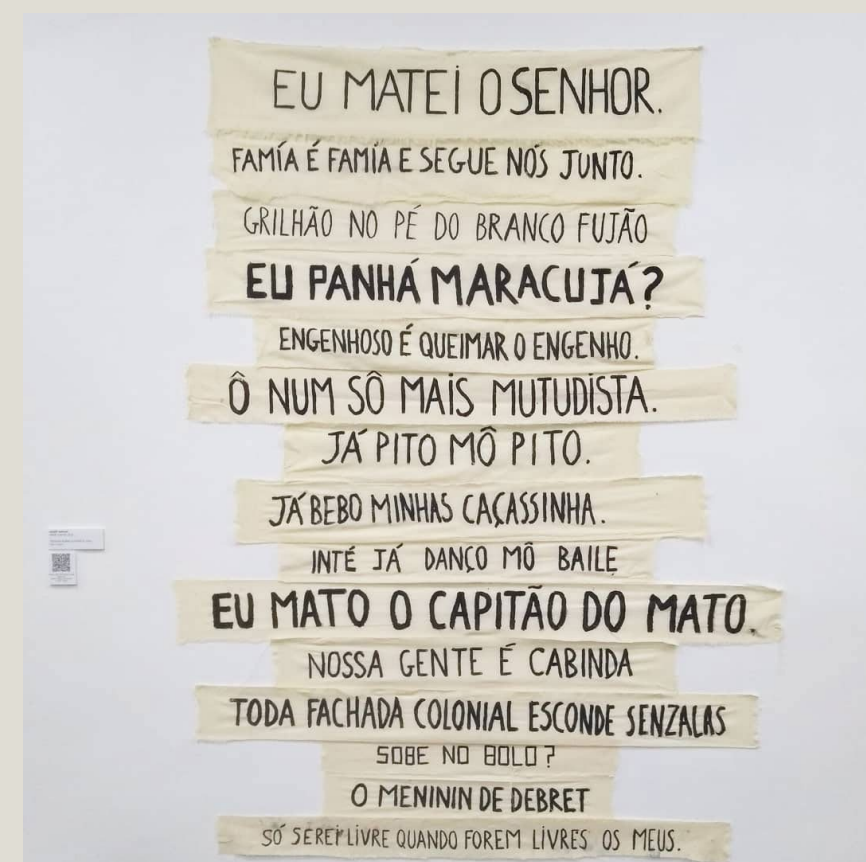 EU MATEI O SENHOR.
FAMÍA É FAMIA E SEGUE NÓS JUNTO.
GRILHÃO NO PÉ DO BRANCO FUJÃO
EU PANHÁ MARACUJÁ?
ENGENHOSO É QUEIMAR O ENGENHO.
Ô NUM SÔ MAIS MUTUDISTA.
JÁ PITO MÔ PITO.
JÁ BEBO MINHAS CAÇASSINHA.
INTÉ JÁ DANÇO MÔ BAILE
EU MATO O CAPITÃO DO MATO.
NOSSA GENTE É CABINDA
TODA FACHADA COLONIAL ESCONDE SENZALAS
SOBE NO BOLO?
O MENININ DE DEBRET
SÓ SEREI LIVRE QUANDO FOREM LIVRES OS MEUS.